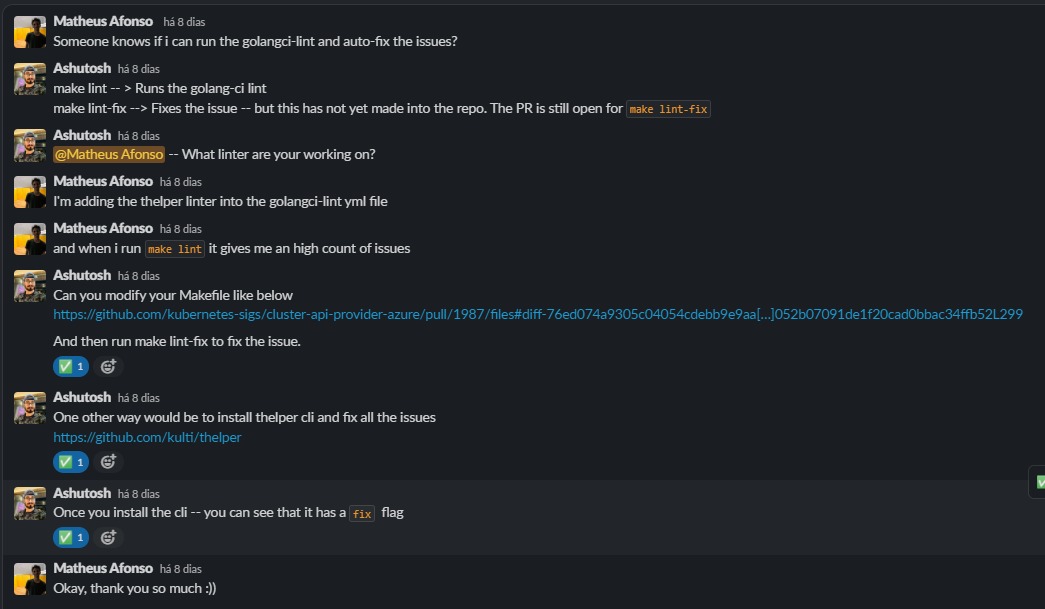 Matheus Afonso há 8 dias
Someone knows if i can run the golangci-lint and auto-fix the issues?
Ashutosh há 8 dias
make lint -- > Runs the golang-ci lint
make lint-fix --> Fixes the issue -- but this has not yet made into the repo. The PR is still open for make lint-fix
Ashutosh há 8 dias
@Matheus Afonso -- What linter are your working on?
Matheus Afonso há 8 dias
I'm adding the thelper linter into the golangci-lint yml file
Matheus Afonso há 8 dias
and when i run make lint it gives me an high count of issues
Ashutosh há 8 dias
Can you modify your Makefile like below
https://github.com/kubernetes-sigs/cluster-api-provider-azure/pull/1987/files#diff-76ed074a9305c04054cdebb9e9aa[...]052b07091de1f20cad0bbac34ffb52L299
And then run make lint-fix to fix the issue.
1
Ashutosh há 8 dias
One other way would be to install thelper cli and fix all the issues
https://github.com/kulti/thelper
1
Ashutosh há 8 dias
Once you install the cli -- you can see that it has a fix flag
1
Matheus Afonso há 8 dias
Okay, thank you so much :))